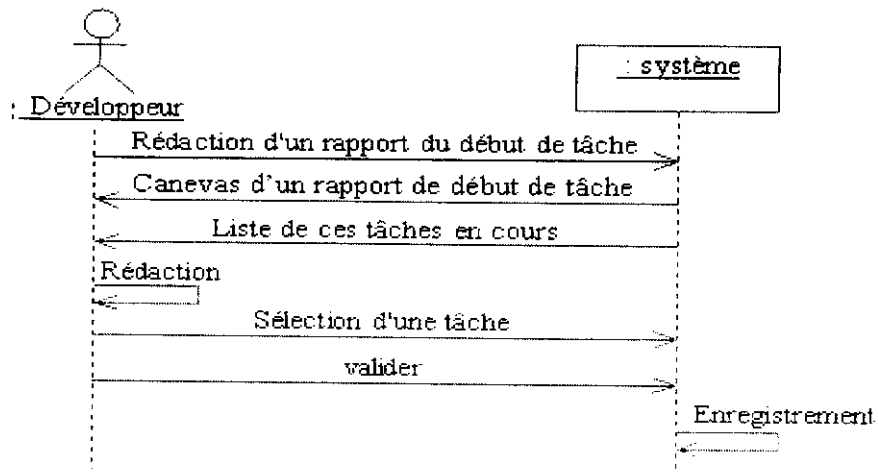 : système
: Développeur
Rédaction d'un rapport du début de tâche
Canevas d'un rapport de début de tâche
Liste de ces tâches en cours
Rédaction
Sélection d'une tâche
valider
Enregistrement